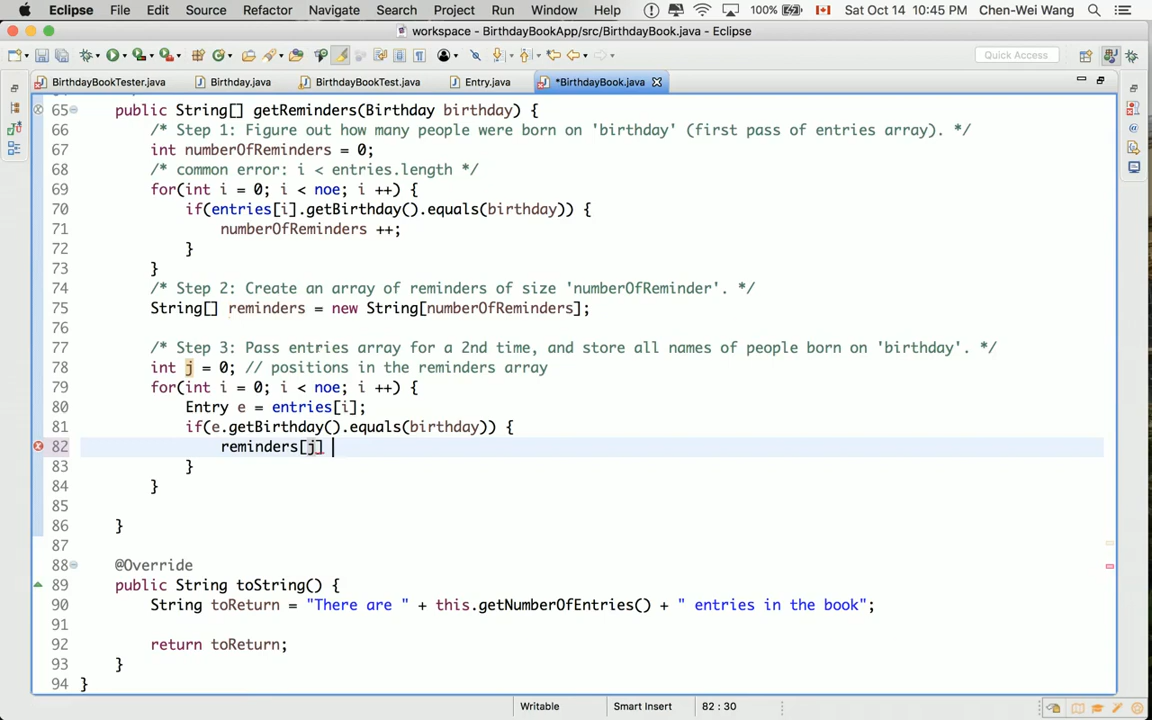 Eclipse File Edit Source Refactor Navigate Search Project Run Window Help 100% Sat Oct 14 10:45 PM Chen-Wei Wang
workspace - BirthdayBookApp/src/BirthdayBook.java - Eclipse
Quick Access
BirthdayBookTester.java Birthday.java BirthdayBookTest.java Entry.java *BirthdayBook.java
65 public String[] getReminders(Birthday birthday) {
66 /* Step 1: Figure out how many people were born on 'birthday' (first pass of entries array). */
67 int numberOfReminders = 0;
68 /* common error: i < entries.length */
69 for(int i = 0; i < noe; i ++) {
70 if(entries[i].getBirthday().equals(birthday)) {
71 numberOfReminders ++;
72 }
73 }
74 /* Step 2: Create an array of reminders of size 'numberOfReminder'. */
75 String[] reminders = new String[numberOfReminders];
76
77 /* Step 3: Pass entries array for a 2nd time, and store all names of people born on 'birthday'. */
78 int j = 0; // positions in the reminders array
79 for(int i = 0; i < noe; i ++) {
80 Entry e = entries[i];
81 if(e.getBirthday().equals(birthday)) {
82 reminders[j]
83 }
84 }
85
86 }
87
88 @Override
89 public String toString() {
90 String toReturn = "There are " + this.getNumberOfEntries() + " entries in the book";
91
92 return toReturn;
93 }
94 }
Writable Smart Insert 82 : 30